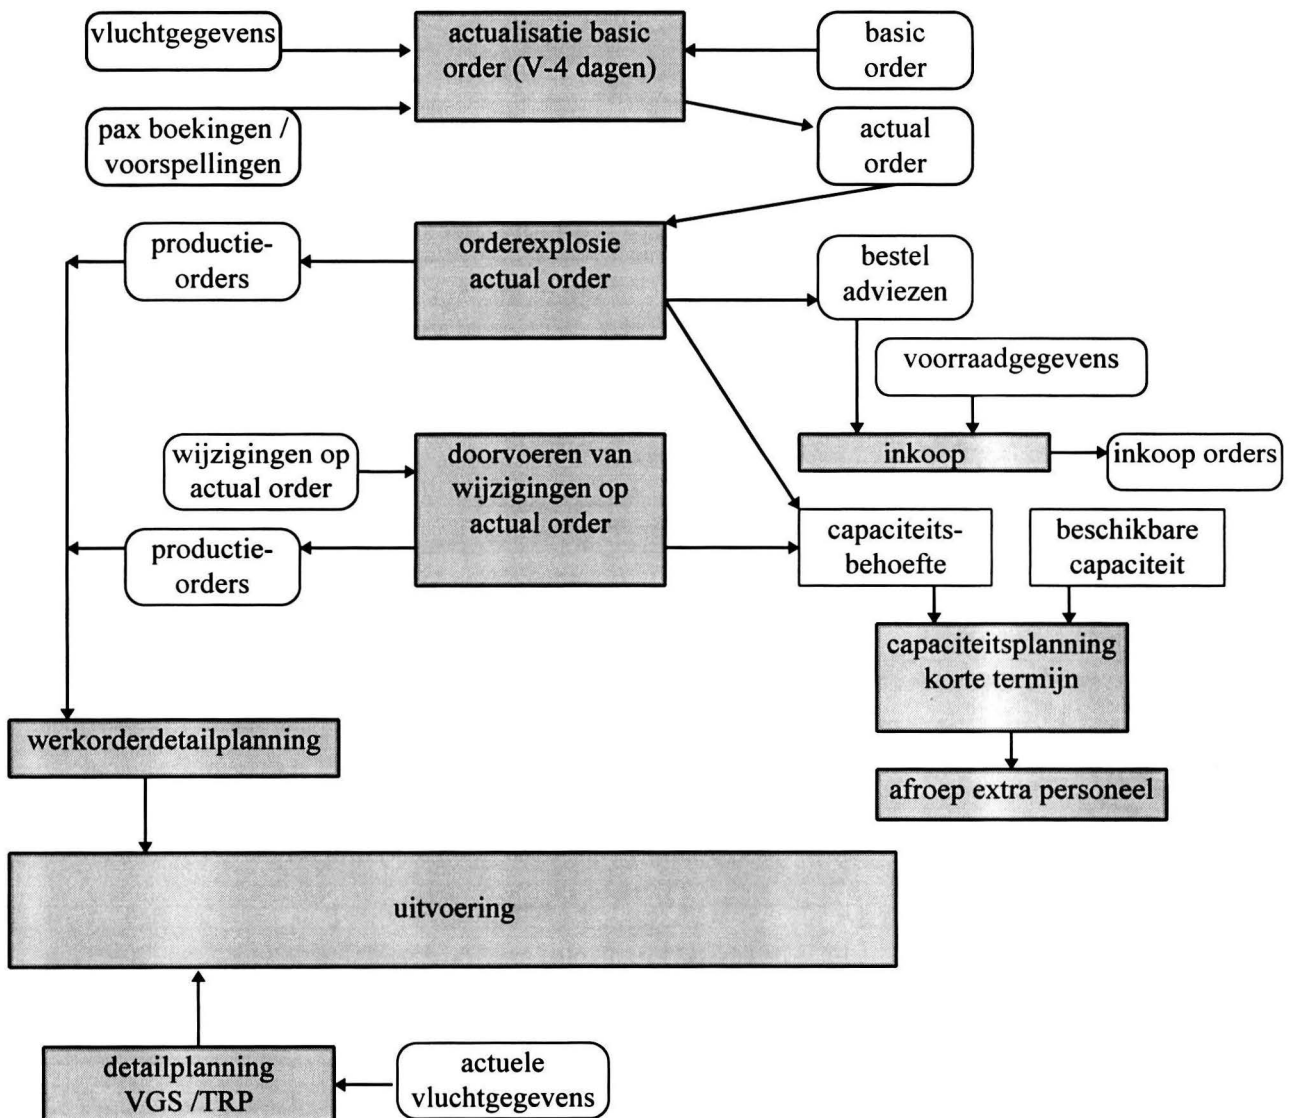 vluchtgegevens
actualisatie basic
order (V-4 dagen)
basic
order
pax boekingen /
voorspellingen
actual
order
productie-
orders
orderexplosie
actual order
bestel
adviezen
voorraadgegevens
wijzigingen op
actual order
doorvoeren van
wijzigingen op
actual order
inkoop
inkoop orders
productie-
orders
capaciteits-
behoefte
beschikbare
capaciteit
capaciteitsplanning
korte termijn
werkorderdetailplanning
afroep extra personeel
uitvoering
detailplanning
VGS /TRP
actuele
vluchtgegevens